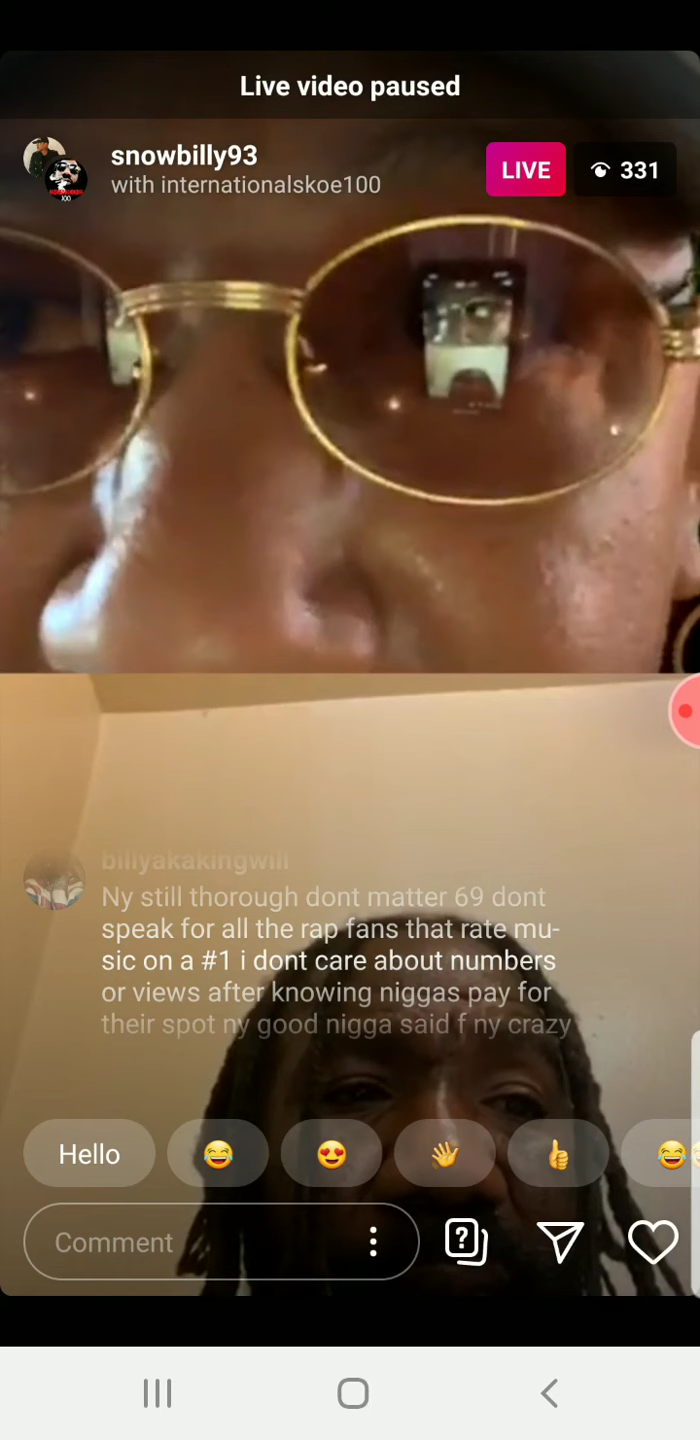 Live video paused
snowbilly93
LIVE
331
with internationalskoe100
billyakakingwill
Ny still thorough dont matter 69 dont
speak for all the rap fans that rate mu-
sic on a #1 i dont care about numbers
or views after knowing niggas pay for
their spot ny good nigga said f ny crazy
Hello
Comment